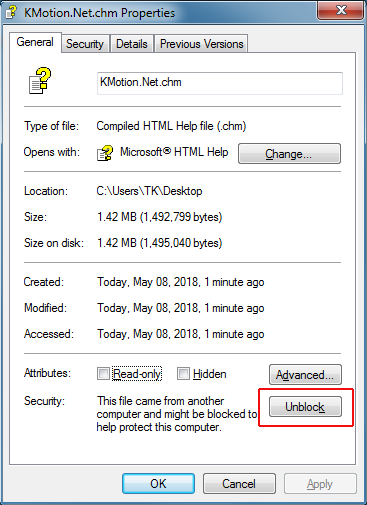 KMotion.Net.chm Properties
General Security Details Previous Versions
KMotion.Net.chm
Type of file: Compiled HTML Help file (.chm)
Opens with: Microsoft® HTML Help Change...
Location: C:\Users\TK\Desktop
Size: 1.42 MB (1,492,799 bytes)
Size on disk: 1.42 MB (1,495,040 bytes)
Created: Today, May 08, 2018, 1 minute ago
Modified: Today, May 08, 2018, 1 minute ago
Accessed: Today, May 08, 2018, 1 minute ago
Attributes: Read-only Hidden Advanced...
Security: This file came from another
computer and might be blocked to
help protect this computer.
Unblock
OK Cancel Apply